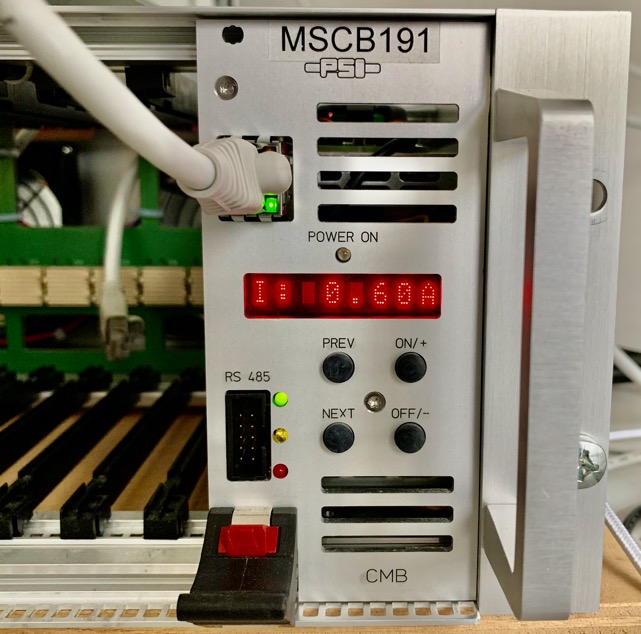 MSCB191
PSI
POWER ON
I: 0.60A
PREV ON/+
RS 485
NEXT OFF/-
CMB